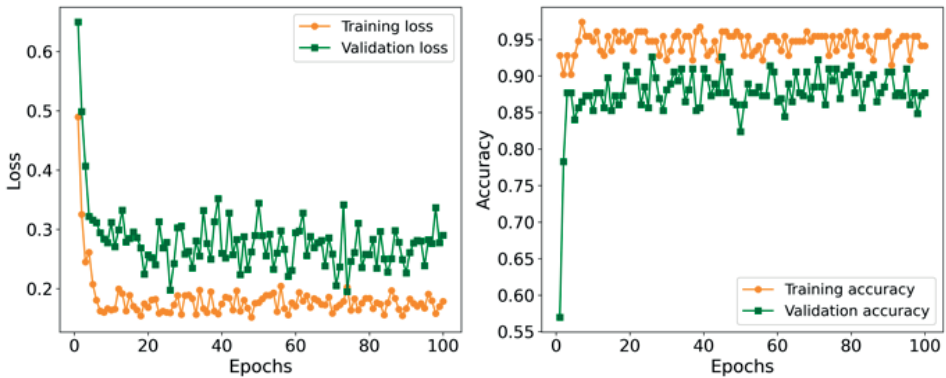 Training loss
Validation loss
0.6
0.5
0.4
0.3
0.2
Loss
0 20 40 60 80 100
Epochs
0.95
0.90
0.85
0.80
0.75
0.70
0.65
0.60
0.55
Accuracy
Training accuracy
Validation accuracy
0 20 40 60 80 100
Epochs